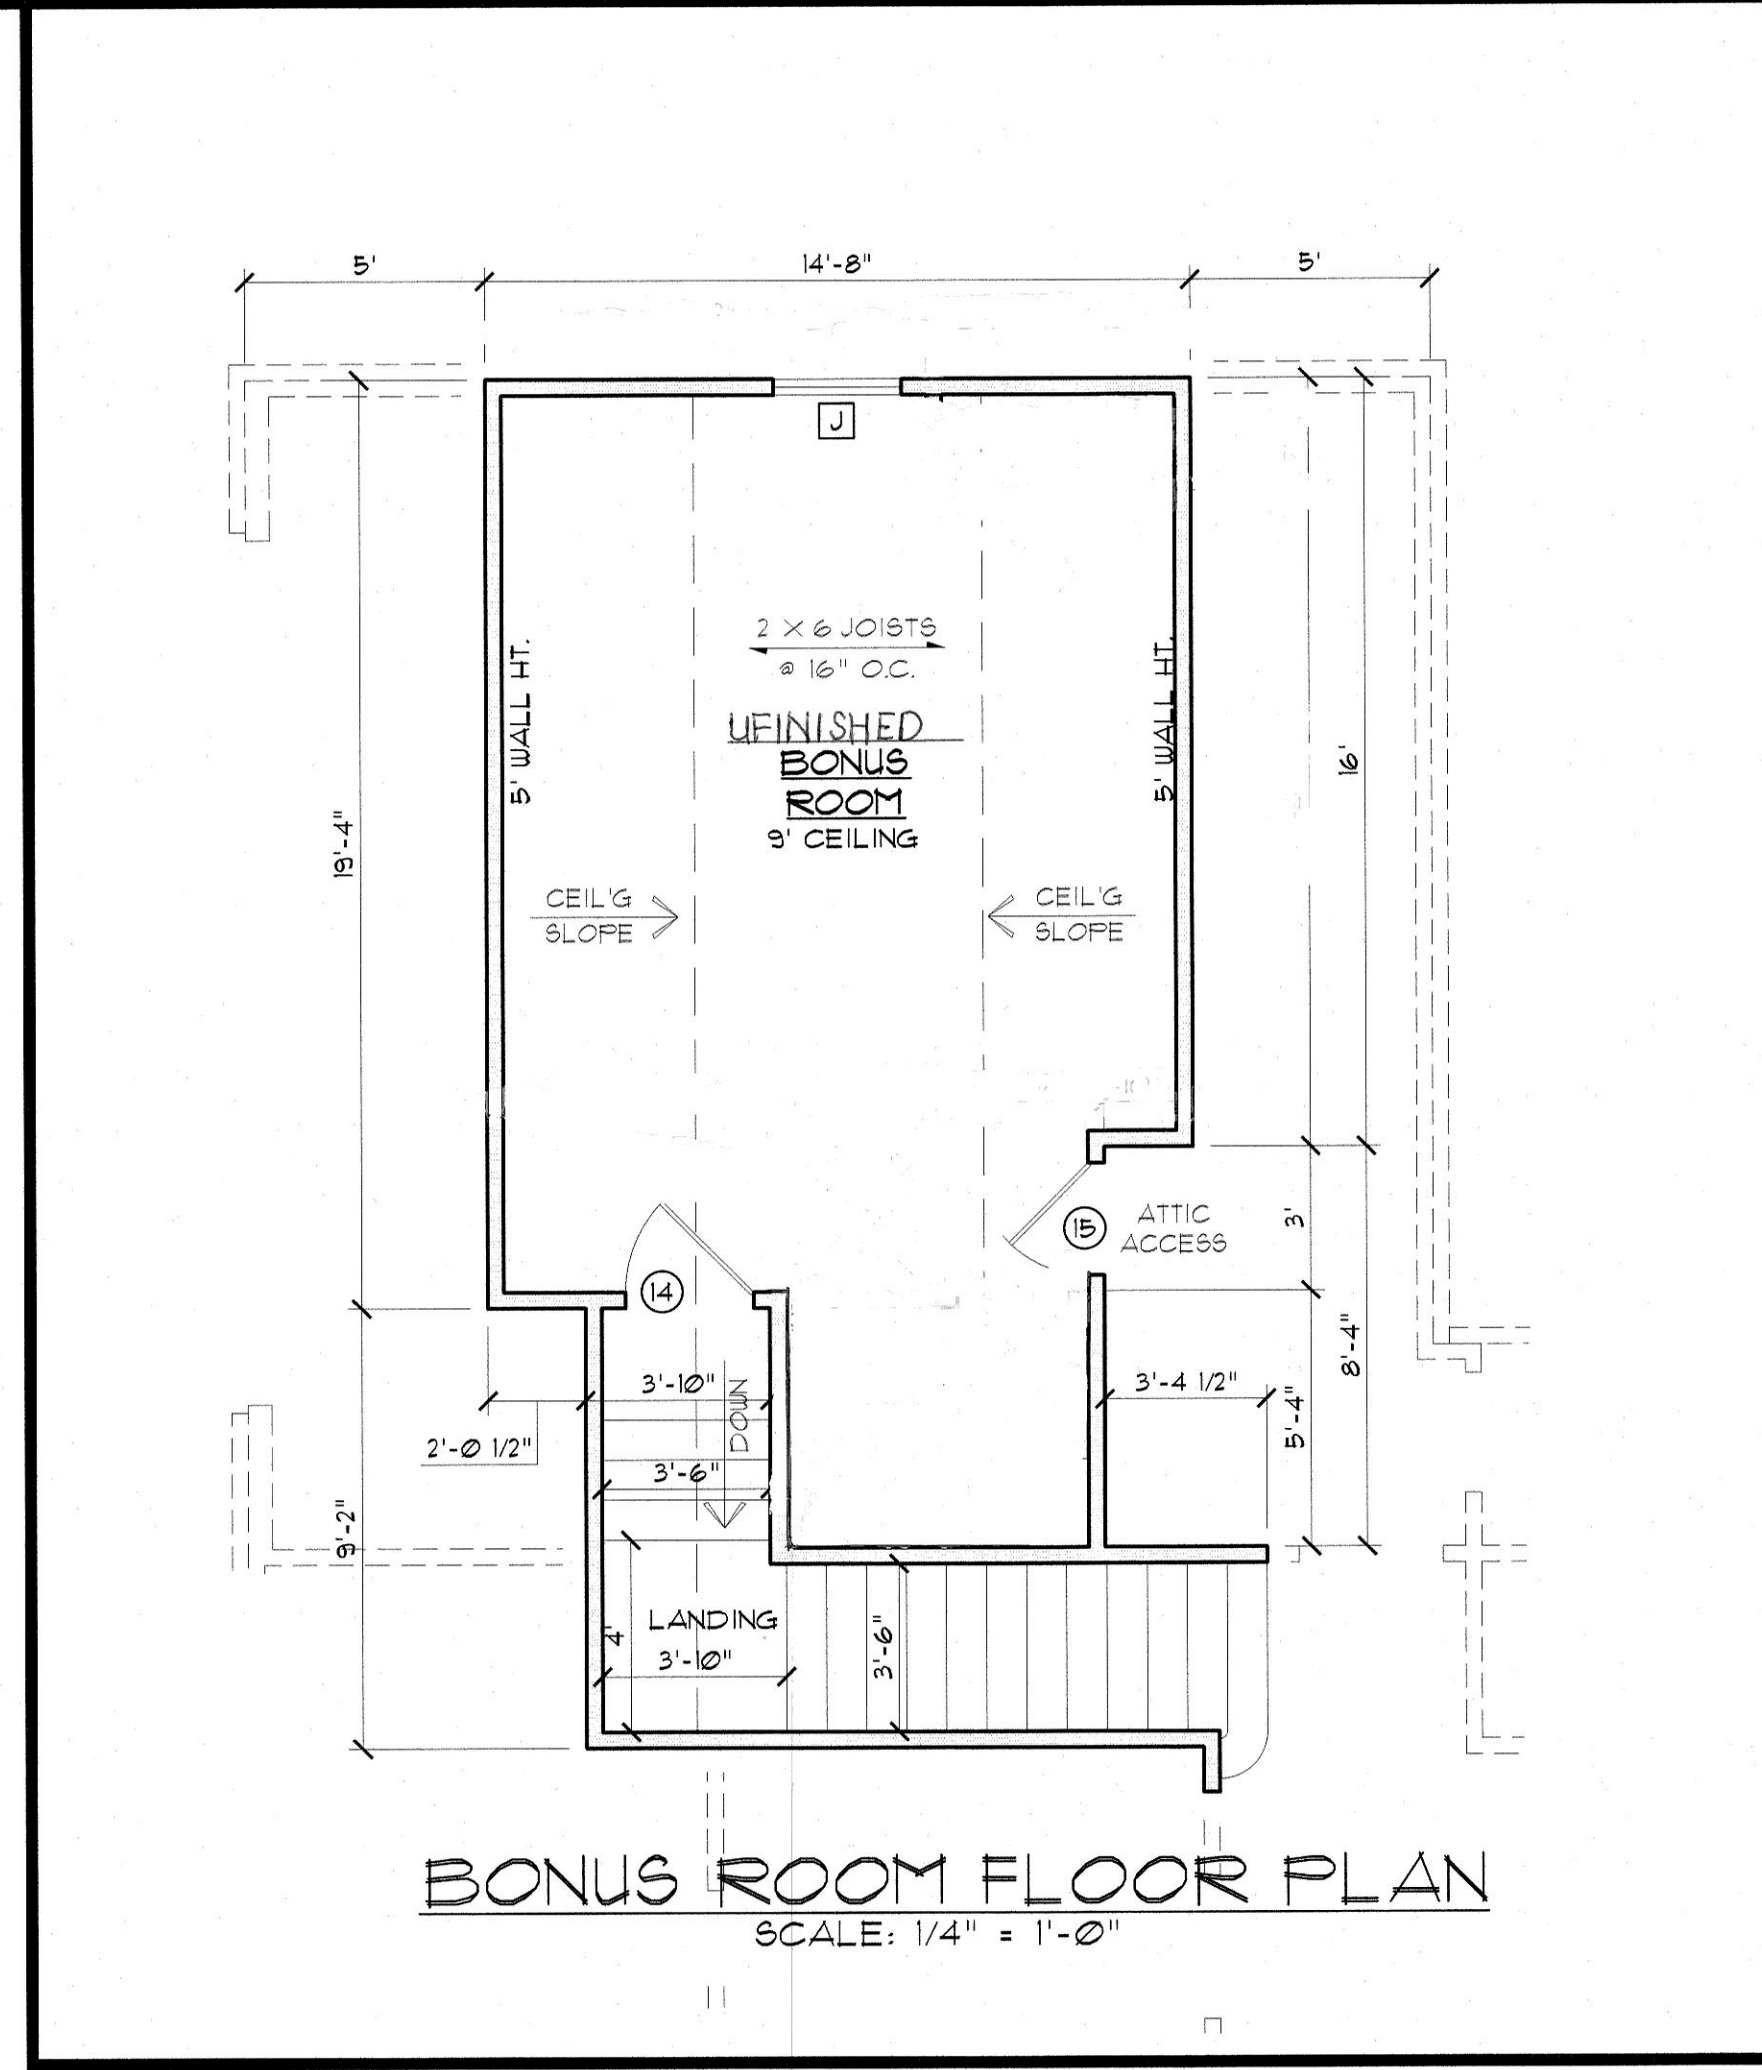 5'
14'-8"
5'
J
2 X 6 JOISTS
@ 16" O.C.
5' WALL HT.
5' WALL HT.
UFINISHED
BONUS
ROOM
9' CEILING
16'
19'-4"
CEIL'G
SLOPE
CEIL'G
SLOPE
15
ATTIC
ACCESS
3'
14
8'-4"
3'-10"
DOWN
3'-4 1/2"
5'-4"
2'-0 1/2"
3'-6"
9'-2"
LANDING
4'
3'-10"
3'-6"
BONUS ROOM FLOOR PLAN
SCALE: 1/4" = 1'-0"